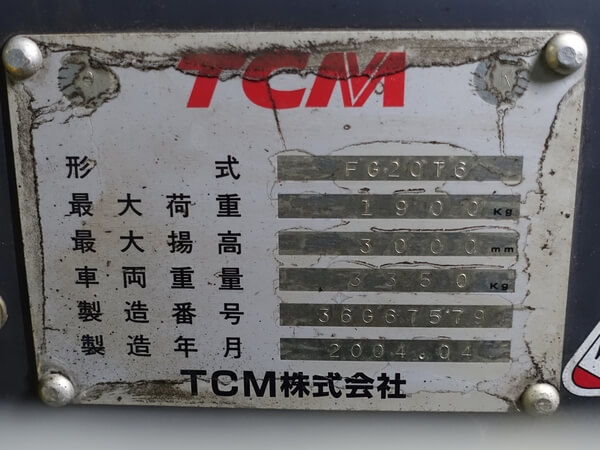 TCM
形式 FG20T6
最大荷重 1900 Kg
最大揚高 3000 mm
車両重量 3350 Kg
製造番号 36G67579
製造年月 2004.04
TCM株式会社